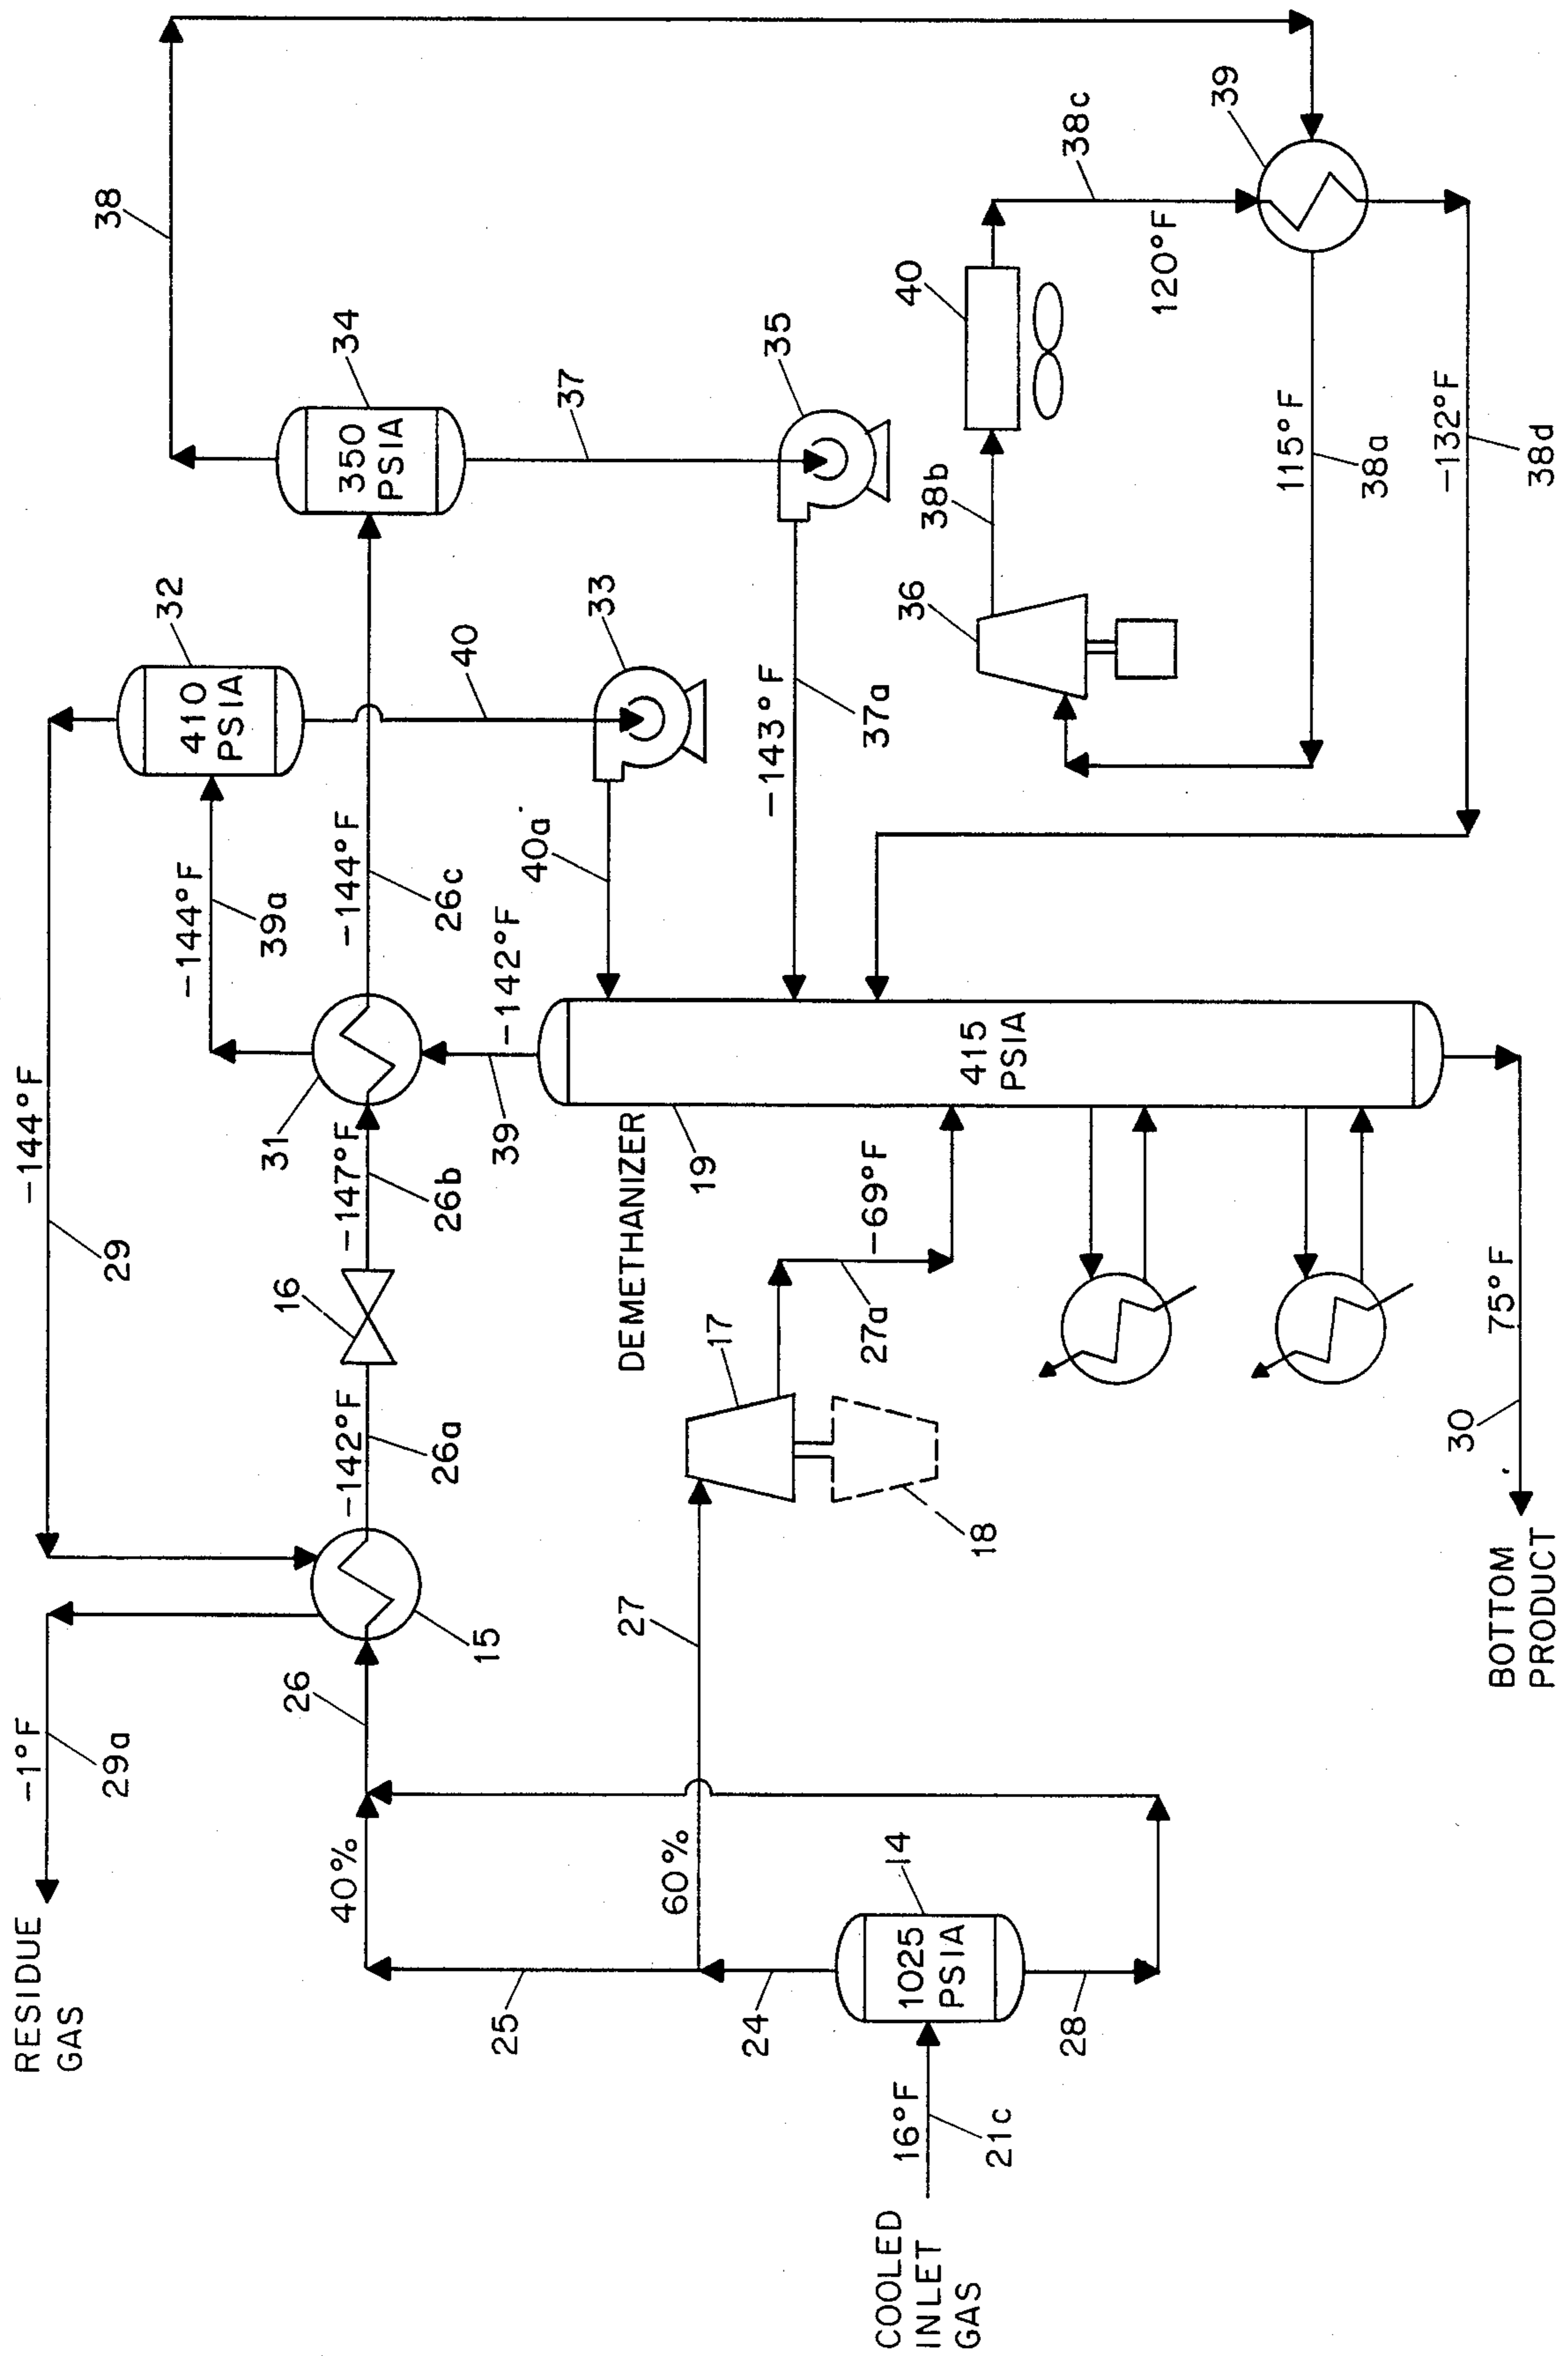 RESIDUE
GAS
-1°F
29a
29
-144°F
38
-144°F
39a
410
PSIA
32
350
PSIA
34
26
15
-142°F
26a
16
-147°F
26b
31
-144°F
26c
40
37
40%
25
39
-142°F
40a
33
35
DEMETHANIZER
19
60%
27
17
18
27a
-69°F
415
PSIA
-143°F
37a
36
38b
40
38c
120°F
39
115°F
38a
-132°F
38d
24
1025
PSIA
14
28
COOLED
INLET
GAS
16°F
21c
BOTTOM
PRODUCT
30
75°F